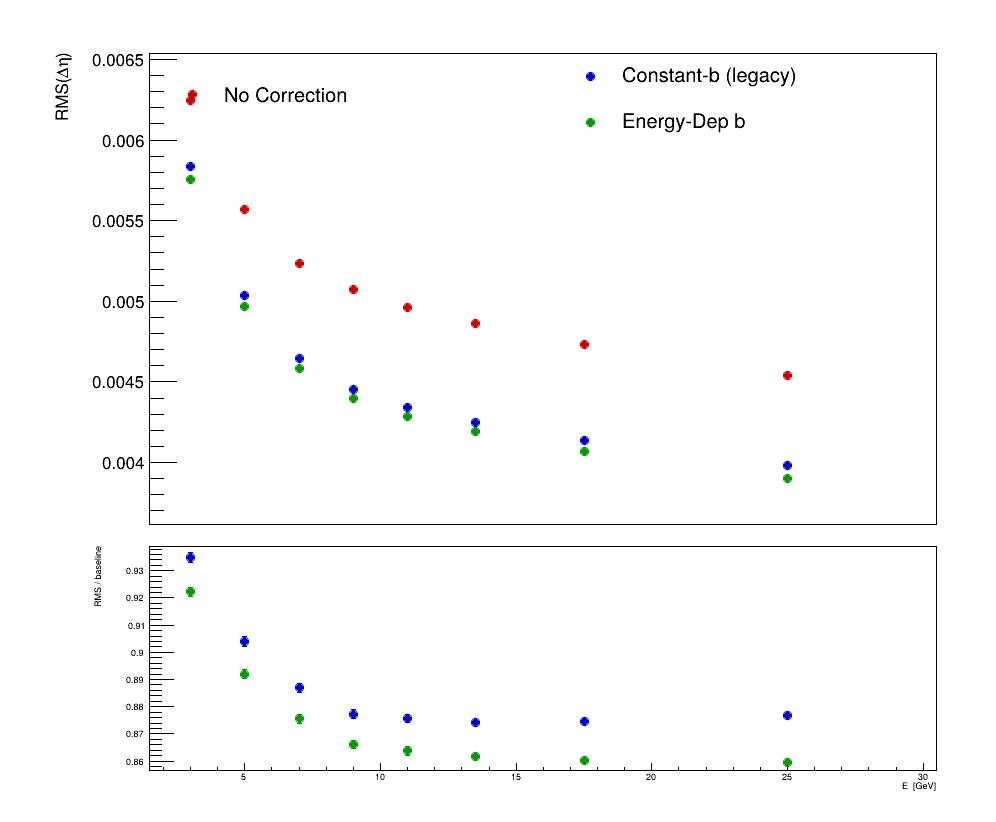 RMS(Δη)
0.0065
0.006
0.0055
0.005
0.0045
0.004
No Correction
Constant-b (legacy)
Energy-Dep b
RMS / baseline
0.93
0.92
0.91
0.9
0.89
0.88
0.87
0.86
5 10 15 20 25 30
E [GeV]